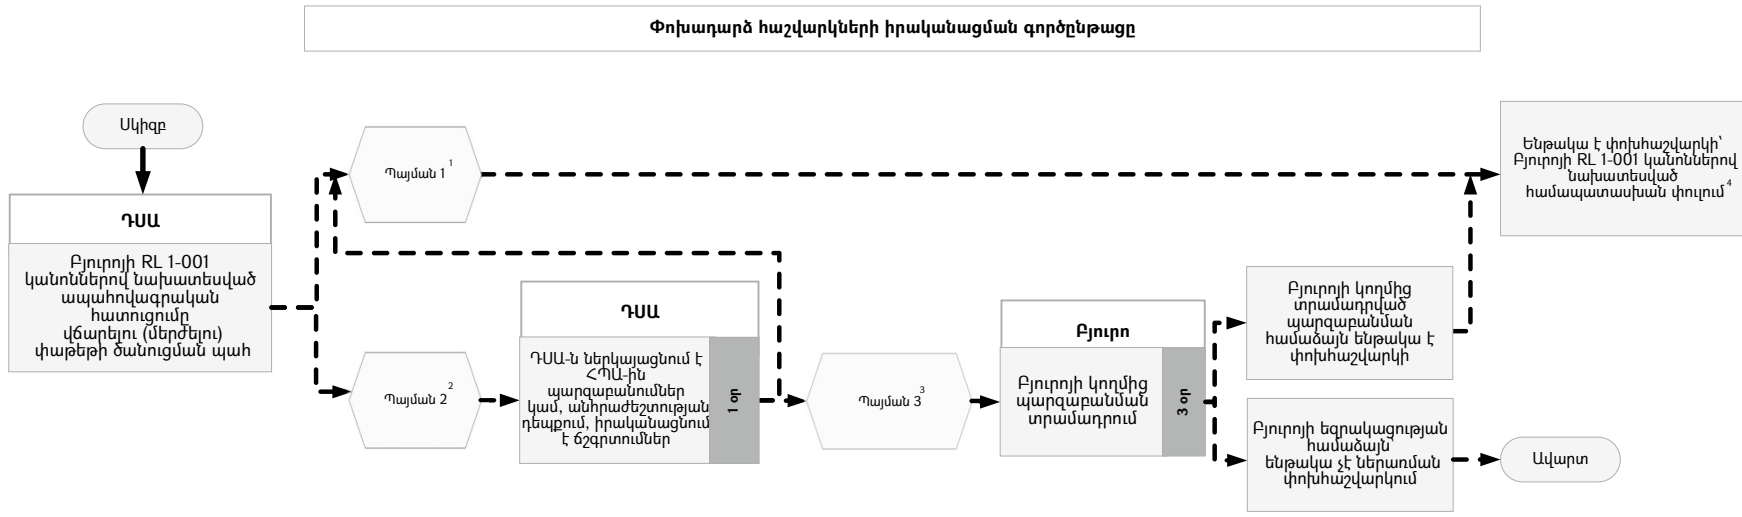 Փոխադարձ հաշվարկների իրականացման գործընթացը
Սկիզբ
ԴՍԱ
Բյուրոյի RL 1-001
կանոններով նախատեսված
ապահովագրական
հատուցումը
վճարելու (մերժելու)
փաթեթի ծանուցման պահ
Պայման 1 1
Պայման 2 2
ԴՍԱ
ԴՍԱ-ն ներկայացնում է
ՀՊԱ-ին
պարզաբանումներ
կամ, անհրաժեշտության
դեպքում, իրականացնում
է ճշգրտումներ
1 օր
Պայման 3 3
Բյուրո
Բյուրոյի կողմից
պարզաբանման
տրամադրում
3 օր
Բյուրոյի կողմից
տրամադրված
պարզաբանման
համաձայն ենթակա է
փոխհաշվարկի
Բյուրոյի եզրակացության
համաձայն՝
ենթակա չէ ներառման
փոխհաշվարկում
Ենթակա է փոխհաշվարկի՝
Բյուրոյի RL 1-001 կանոններով
նախատեսված
համապատասխան փուլում 4
Ավարտ